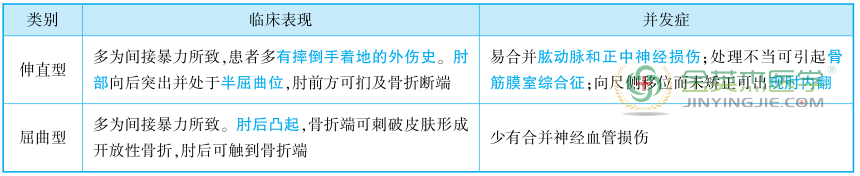 类别 临床表现 并发症
伸直型
多为间接暴力所致,患者多有摔倒手着地的外伤史。肘
部向后突出并处于半屈曲位,肘前方可扪及骨折断端
易合并肱动脉和正中神经损伤;处理不当可引起骨
筋膜室综合征;向尺侧移位而未矫正可出现肘内翻
屈曲型
多为间接暴力所致。肘后凸起,骨折端可刺破皮肤形成
开放性骨折,肘后可触到骨折端
少有合并神经血管损伤
金英杰医学®
JINYINGJIE.COM